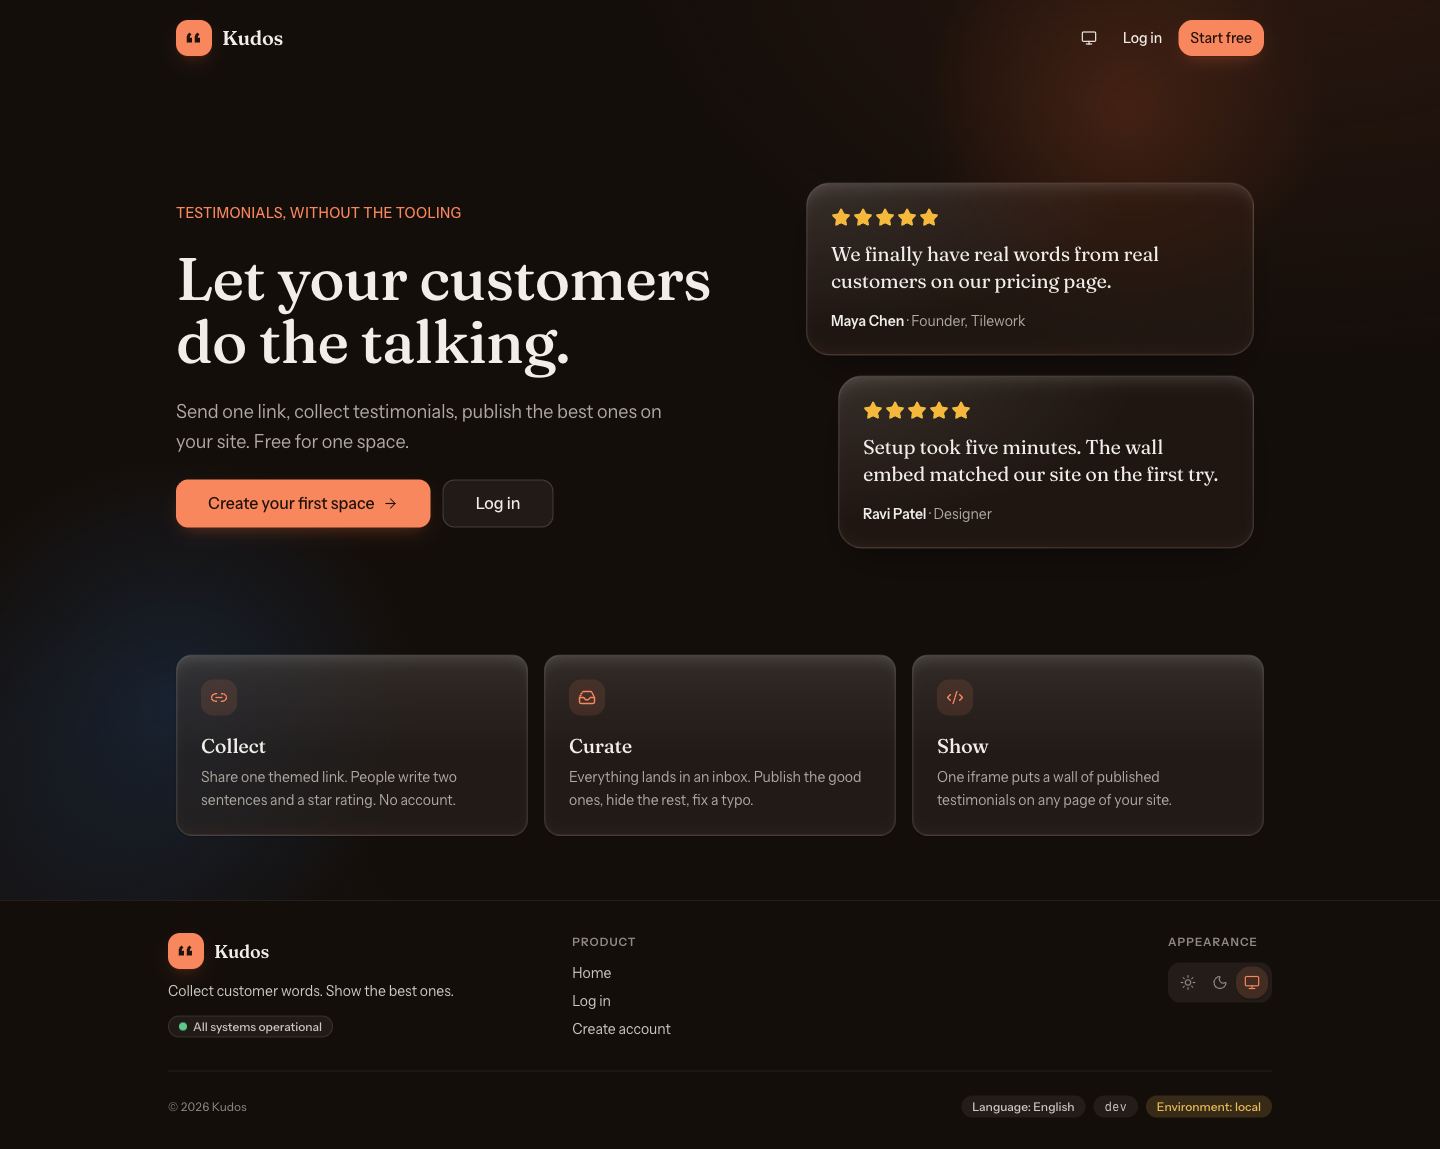 Kudos
Log in
Start free
TESTIMONIALS, WITHOUT THE TOOLING
Let your customers
do the talking.
Send one link, collect testimonials, publish the best ones on
your site. Free for one space.
Create your first space →
Log in
We finally have real words from real
customers on our pricing page.
Maya Chen · Founder, Tilework
Setup took five minutes. The wall
embed matched our site on the first try.
Ravi Patel · Designer
Collect
Share one themed link. People write two
sentences and a star rating. No account.
Curate
Everything lands in an inbox. Publish the good
ones, hide the rest, fix a typo.
Show
One iframe puts a wall of published
testimonials on any page of your site.
Kudos
Collect customer words. Show the best ones.
All systems operational
PRODUCT
Home
Log in
Create account
APPEARANCE
© 2026 Kudos
Language: English
dev
Environment: local